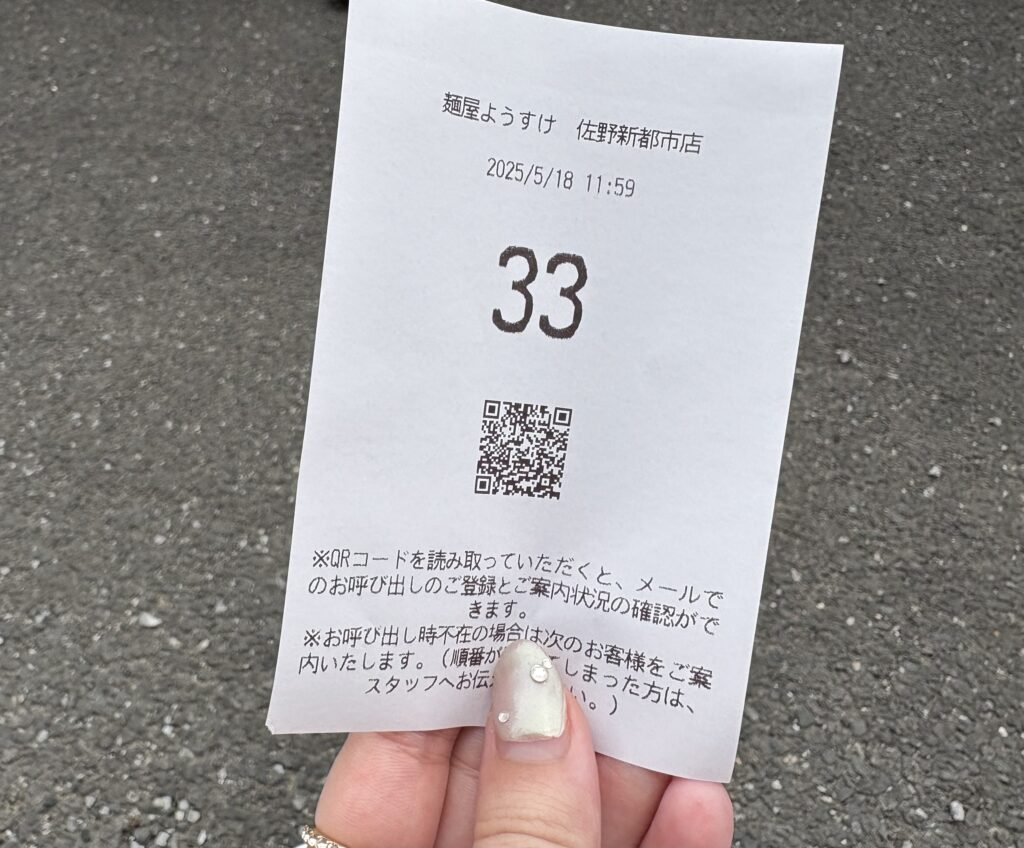 麺屋ようすけ 佐野新都市店
2025/5/18 11:59
33
※QRコードを読み取っていただくと、メールで
のお呼び出しのご登録とご案内状況の確認がで
きます。
※お呼び出し時不在の場合は次のお客様をご案
内いたします。(順番が てしまった方は、
スタッフへお伝え い。)